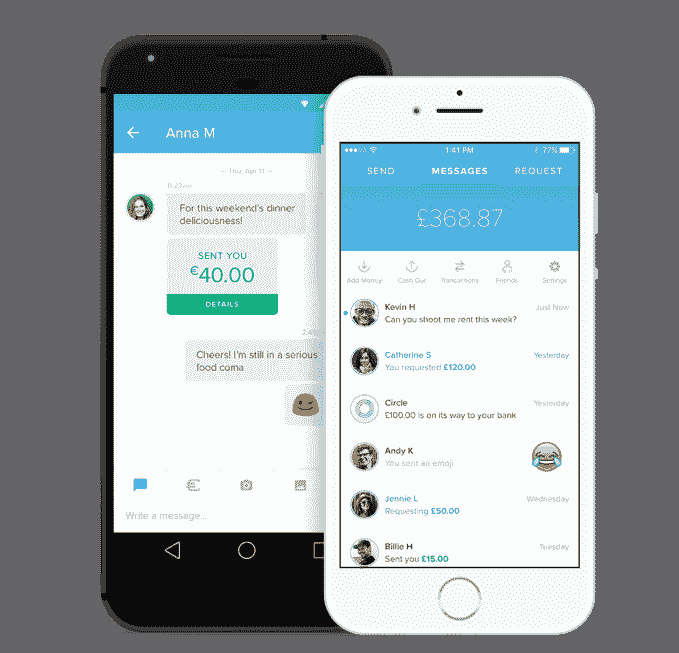 Anna M
Thu, Apr 11
For this weekend's dinner
deliciousness!
SENT YOU
€40.00
DETAILS
Cheers! I'm still in a serious
food coma
Write a message...
1:41 PM
77%
SEND
MESSAGES
REQUEST
£368.87
Add Money
Cash Out
Transactions
Friends
Settings
Kevin H
Just Now
Can you shoot me rent this week?
Catherine S
Yesterday
You requested £120.00
Circle
Yesterday
£100.00 is on its way to your bank
Andy K
You sent an emoji
Jennie L
Wednesday
Requesting £50.00
Billie H
Tuesday
Sent you £15.00